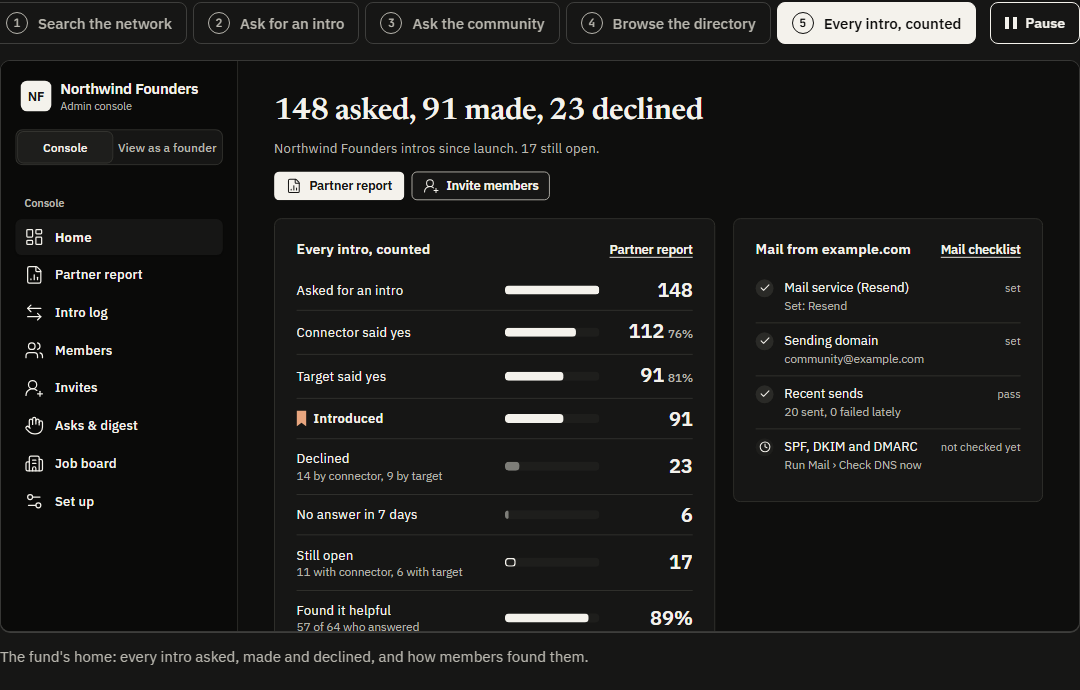 1 Search the network
2 Ask for an intro
3 Ask the community
4 Browse the directory
5 Every intro, counted
Pause
NF
Northwind Founders
Admin console
Console
View as a founder
Console
Home
Partner report
Intro log
Members
Invites
Asks & digest
Job board
Set up
148 asked, 91 made, 23 declined
Northwind Founders intros since launch. 17 still open.
Partner report
Invite members
Every intro, counted
Partner report
Asked for an intro 148
Connector said yes 112 76%
Target said yes 91 81%
Introduced 91
Declined 23
14 by connector, 9 by target
No answer in 7 days 6
Still open 17
11 with connector, 6 with target
Found it helpful 89%
57 of 64 who answered
Mail from example.com
Mail checklist
Mail service (Resend) set
Set: Resend
Sending domain set
community@example.com
Recent sends pass
20 sent, 0 failed lately
SPF, DKIM and DMARC not checked yet
Run Mail › Check DNS now
The fund's home: every intro asked, made and declined, and how members found them.